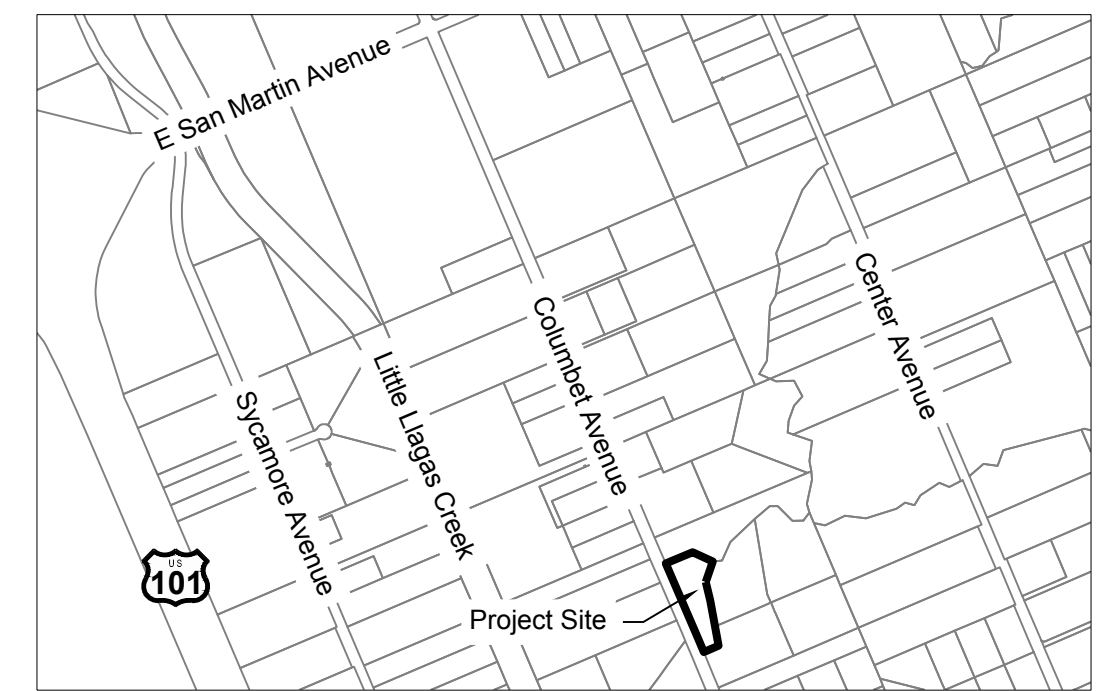 E San Martin Avenue
Center Avenue
Columbet Avenue
Little Llagas Creek
Sycamore Avenue
US
101
Project Site